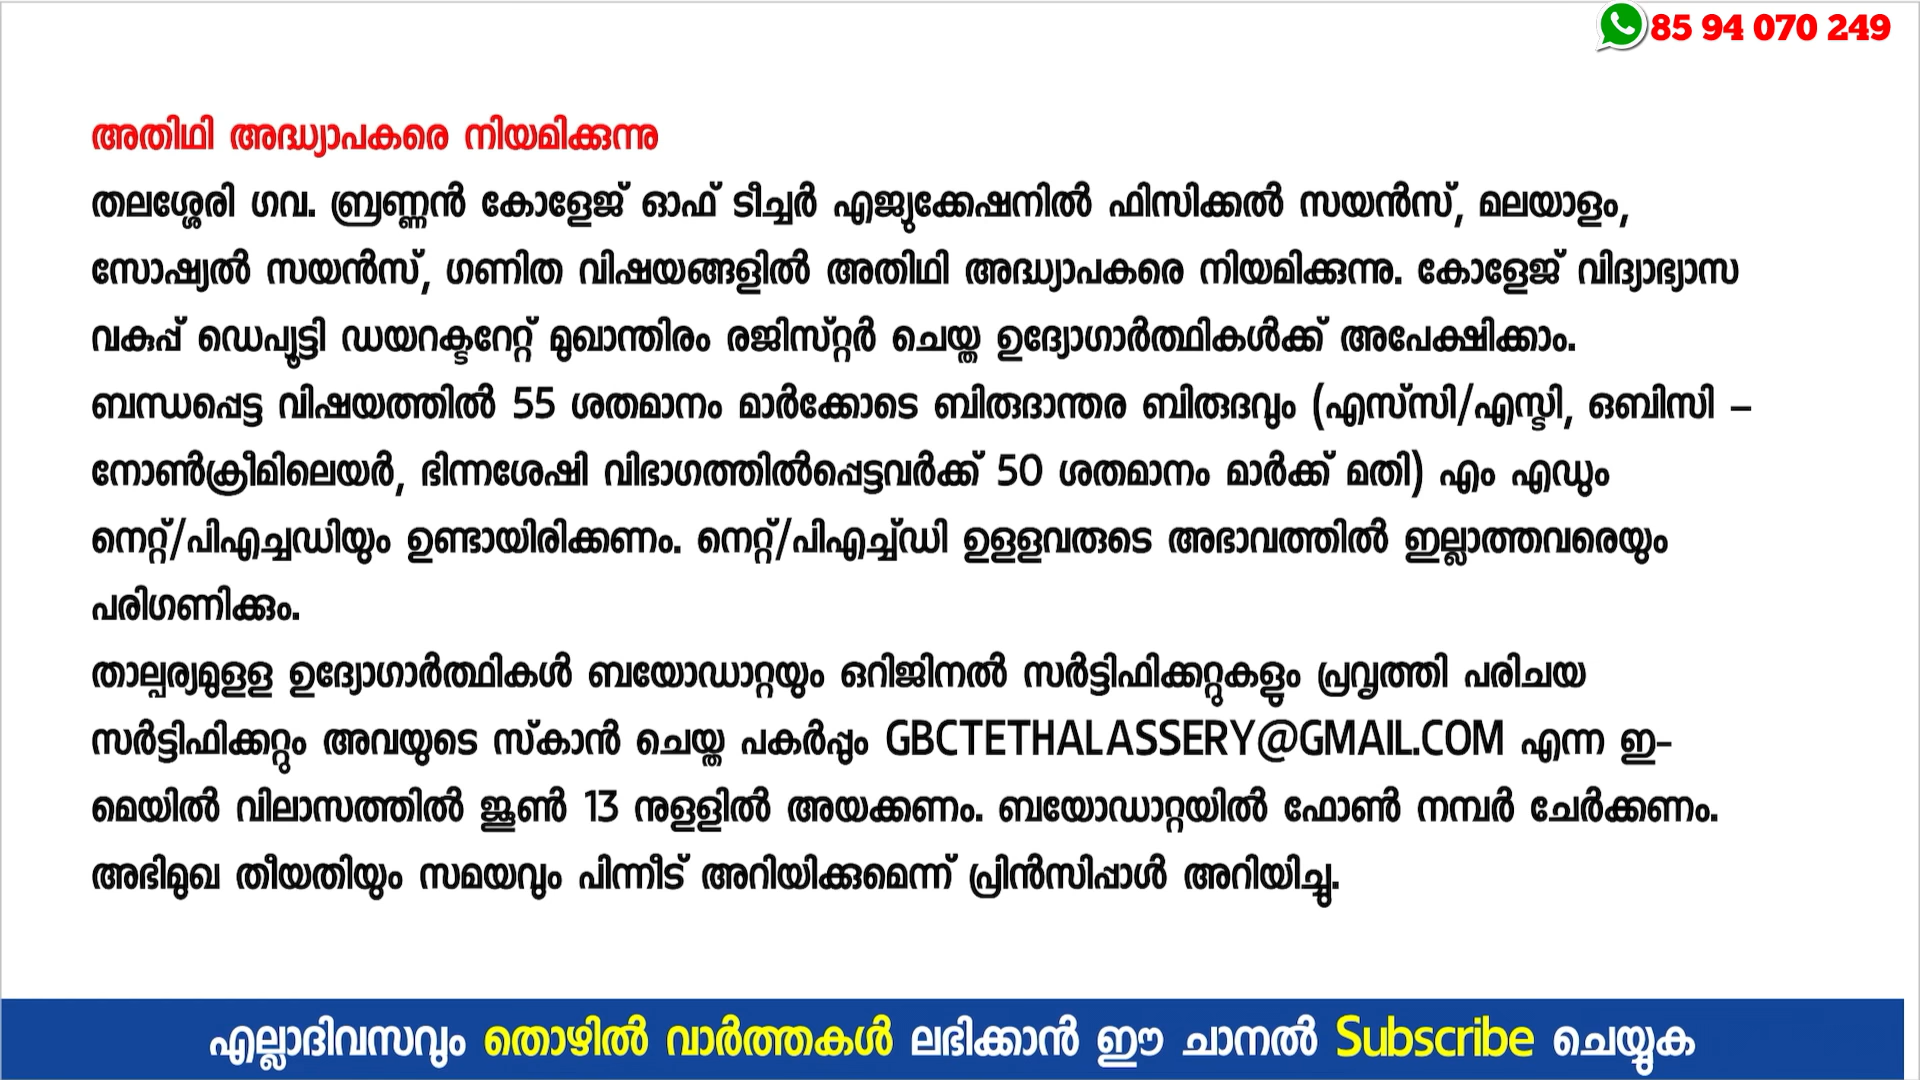 85 94 070 249
അതിഥി അദ്ധ്യാപകരെ നിയമിക്കുന്നു
തലശ്ശേരി ഗവ. ബ്രണ്ണൻ കോളേജ് ഓഫ് ടീച്ചർ എജ്യുക്കേഷനിൽ ഫിസിക്കൽ സയൻസ്, മലയാളം,
സോഷ്യൽ സയൻസ്, ഗണിത വിഷയങ്ങളിൽ അതിഥി അദ്ധ്യാപകരെ നിയമിക്കുന്നു. കോളേജ് വിദ്യാഭ്യാസ
വകുപ്പ് ഡെപ്യൂട്ടി ഡയറക്ടറേറ്റ് മുഖാന്തിരം രജിസ്റ്റർ ചെയ്ത ഉദ്യോഗാർത്ഥികൾക്ക് അപേക്ഷിക്കാം.
ബന്ധപ്പെട്ട വിഷയത്തിൽ 55 ശതമാനം മാർക്കോടെ ബിരുദാന്തര ബിരുദവും (എസ്‌സി/എസ്ടി, ഒബിസി –
നോൺക്രീമിലെയർ, ഭിന്നശേഷി വിഭാഗത്തിൽപ്പെട്ടവർക്ക് 50 ശതമാനം മാർക്ക് മതി) എം എഡും
നെറ്റ്/പിഎച്ചഡിയും ഉണ്ടായിരിക്കണം. നെറ്റ്/പിഎച്ച്ഡി ഉളളവരുടെ അഭാവത്തിൽ ഇല്ലാത്തവരെയും
പരിഗണിക്കും.
താല്പര്യമുളള ഉദ്യോഗാർത്ഥികൾ ബയോഡാറ്റയും ഒറിജിനൽ സർട്ടിഫിക്കറ്റുകളും പ്രവൃത്തി പരിചയ
സർട്ടിഫിക്കറ്റും അവയുടെ സ്കാൻ ചെയ്ത പകർപ്പും GBCTETHALASSERY@GMAIL.COM എന്ന ഇ-
മെയിൽ വിലാസത്തിൽ ജൂൺ 13 നുളളിൽ അയക്കണം. ബയോഡാറ്റയിൽ ഫോൺ നമ്പർ ചേർക്കണം.
അഭിമുഖ തീയതിയും സമയവും പിന്നീട് അറിയിക്കുമെന്ന് പ്രിൻസിപ്പാൾ അറിയിച്ചു.
എല്ലാദിവസവും തൊഴിൽ വാർത്തകൾ ലഭിക്കാൻ ഈ ചാനൽ Subscribe ചെയ്യുക